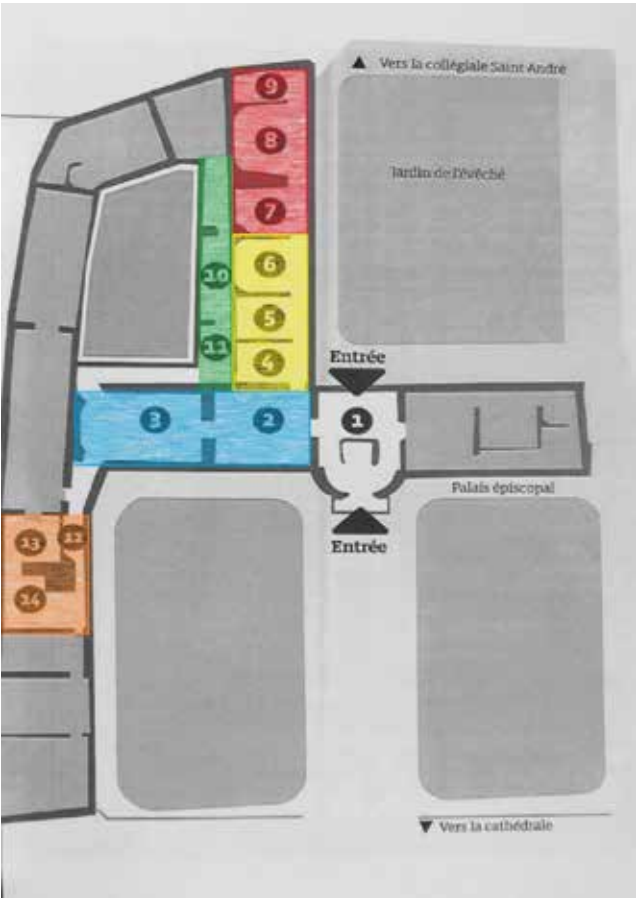 ▲ Vers la collégiale Saint André
9
8
Jardin de l'évêché
7
6
10
5
11
4
Entrée
3
2
1
Palais épiscopal
Entrée
13
12
14
▼ Vers la cathédrale